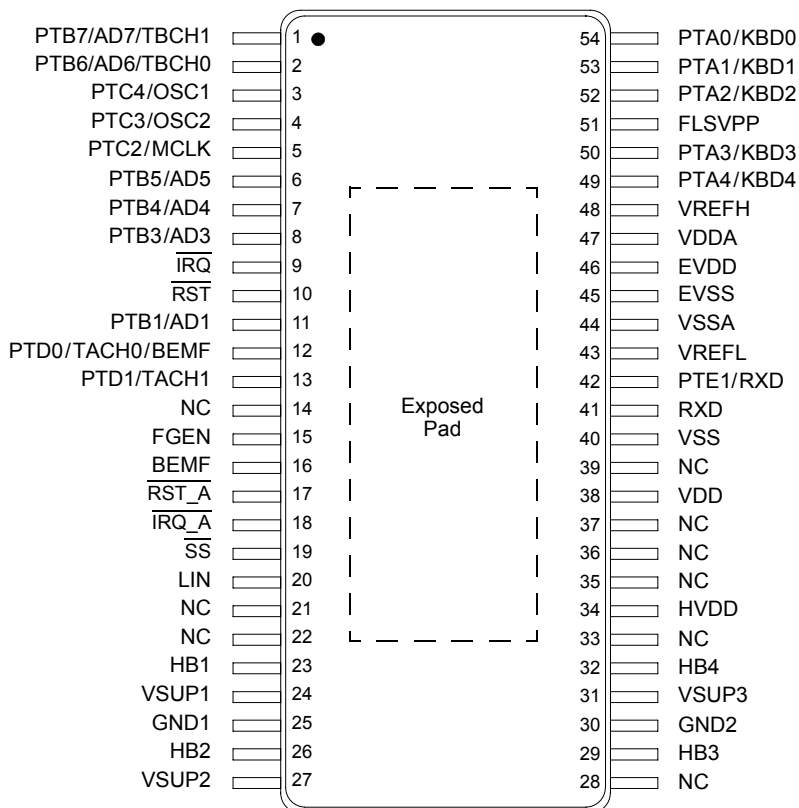 PTB7/AD7/TBCH1 1 54 PTA0/KBD0
PTB6/AD6/TBCH0 2 53 PTA1/KBD1
PTC4/OSC1 3 52 PTA2/KBD2
PTC3/OSC2 4 51 FLSVPP
PTC2/MCLK 5 50 PTA3/KBD3
PTB5/AD5 6 49 PTA4/KBD4
PTB4/AD4 7 48 VREFH
PTB3/AD3 8 47 VDDA
IRQ 9 46 EVDD
RST 10 45 EVSS
PTB1/AD1 11 44 VSSA
PTD0/TACH0/BEMF 12 43 VREFL
PTD1/TACH1 13 42 PTE1/RXD
NC 14 Exposed 41 RXD
FGEN 15 Pad 40 VSS
BEMF 16 39 NC
RST_A 17 38 VDD
IRQ_A 18 37 NC
SS 19 36 NC
LIN 20 35 NC
NC 21 34 HVDD
NC 22 33 NC
HB1 23 32 HB4
VSUP1 24 31 VSUP3
GND1 25 30 GND2
HB2 26 29 HB3
VSUP2 27 28 NC